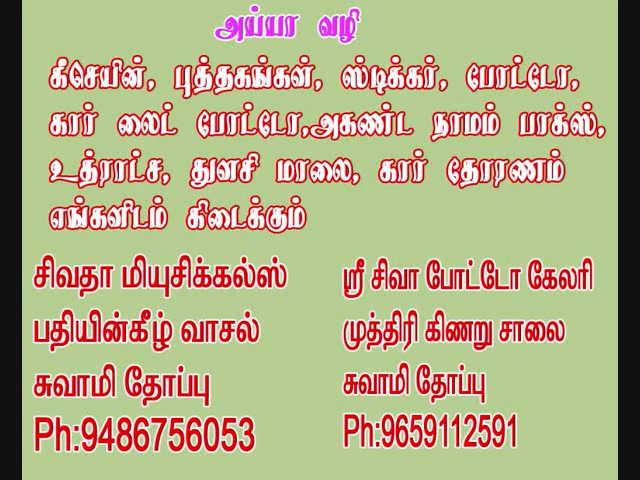 அய்யா வழி
கீசெயின், புத்தகங்கள், ஸ்டிக்கர், போட்டோ,
கார் லைட் போட்டோ,அகண்ட நாமம் பாக்ஸ்,
உத்ராட்ச, துளசி மாலை, கார் தோரணம்
எங்களிடம் கிடைக்கும்
சிவதா மியுசிக்கல்ஸ்
பதியின்கீழ் வாசல்
சுவாமி தோப்பு
Ph:9486756053
ஸ்ரீ சிவா போட்டோ கேலரி
முத்திரி கிணறு சாலை
சுவாமி தோப்பு
Ph:9659112591